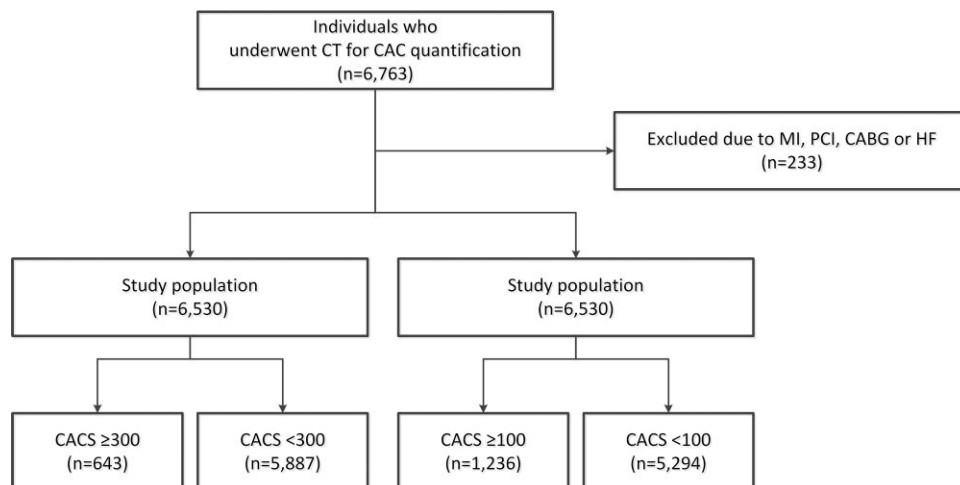 Individuals who
underwent CT for CAC quantification
(n=6,763)
Excluded due to MI, PCI, CABG or HF
(n=233)
Study population
(n=6,530)
Study population
(n=6,530)
CACS ≥300
(n=643)
CACS <300
(n=5,887)
CACS ≥100
(n=1,236)
CACS <100
(n=5,294)